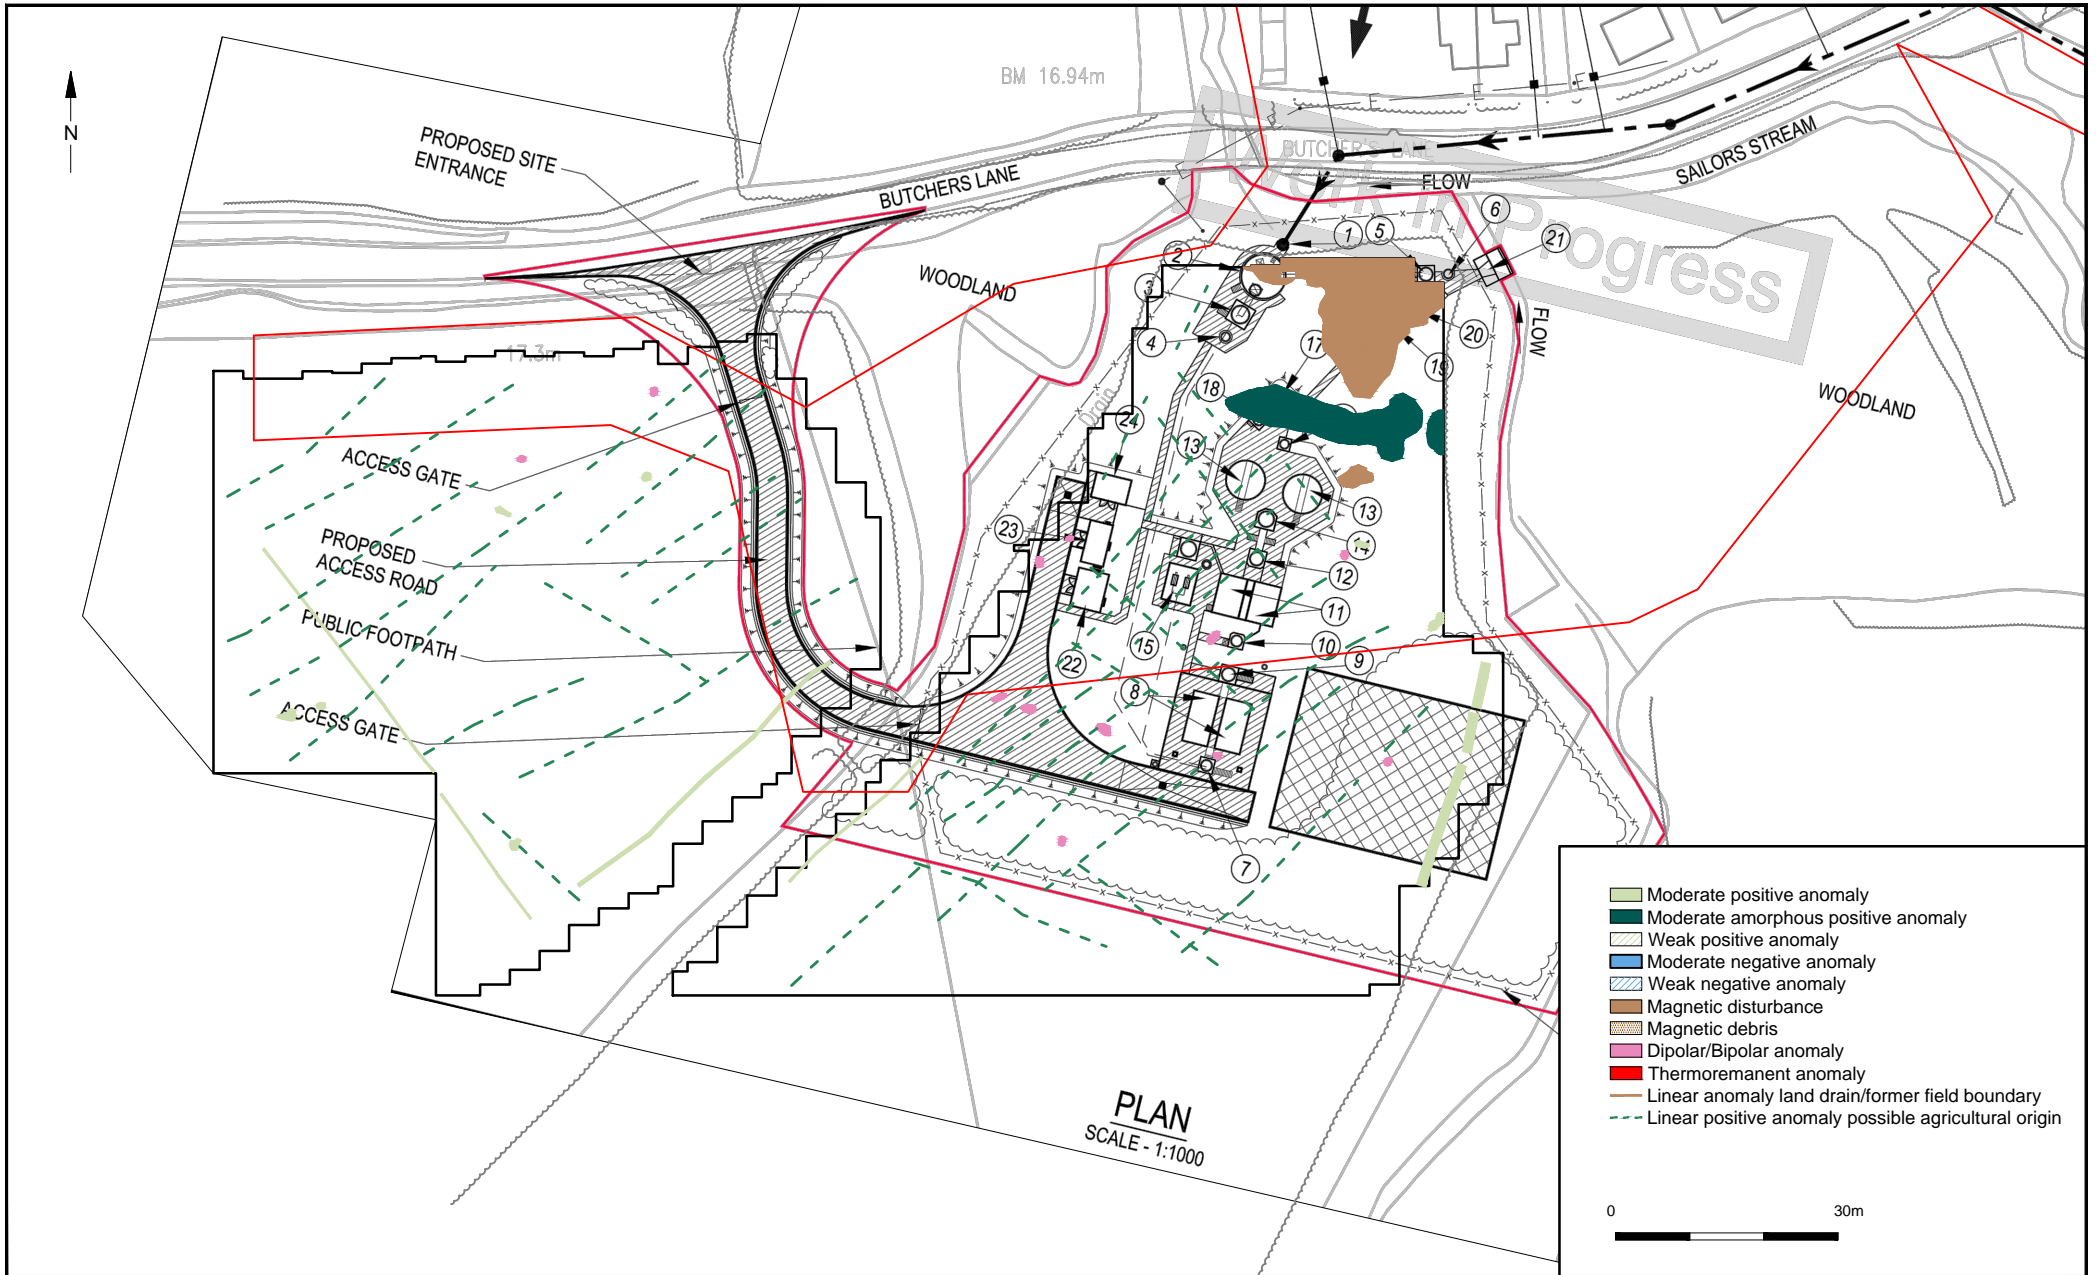 N
BM 16.94m
PROPOSED SITE
ENTRANCE
BUTCHERS LANE
BUTCHER'S LANE
Work In Progress
FLOW
SAILORS STREAM
WOODLAND
17.3m
FLOW
WOODLAND
Drain
ACCESS GATE
PROPOSED
ACCESS ROAD
PUBLIC FOOTPATH
ACCESS GATE
1
2
3
4
5
6
21
20
19
17
18
24
13
13
14
12
11
23
22
15
10
9
8
7
PLAN
SCALE - 1:1000
Moderate positive anomaly
Moderate amorphous positive anomaly
Weak positive anomaly
Moderate negative anomaly
Weak negative anomaly
Magnetic disturbance
Magnetic debris
Dipolar/Bipolar anomaly
Thermoremanent anomaly
Linear anomaly land drain/former field boundary
Linear positive anomaly possible agricultural origin
0 30m